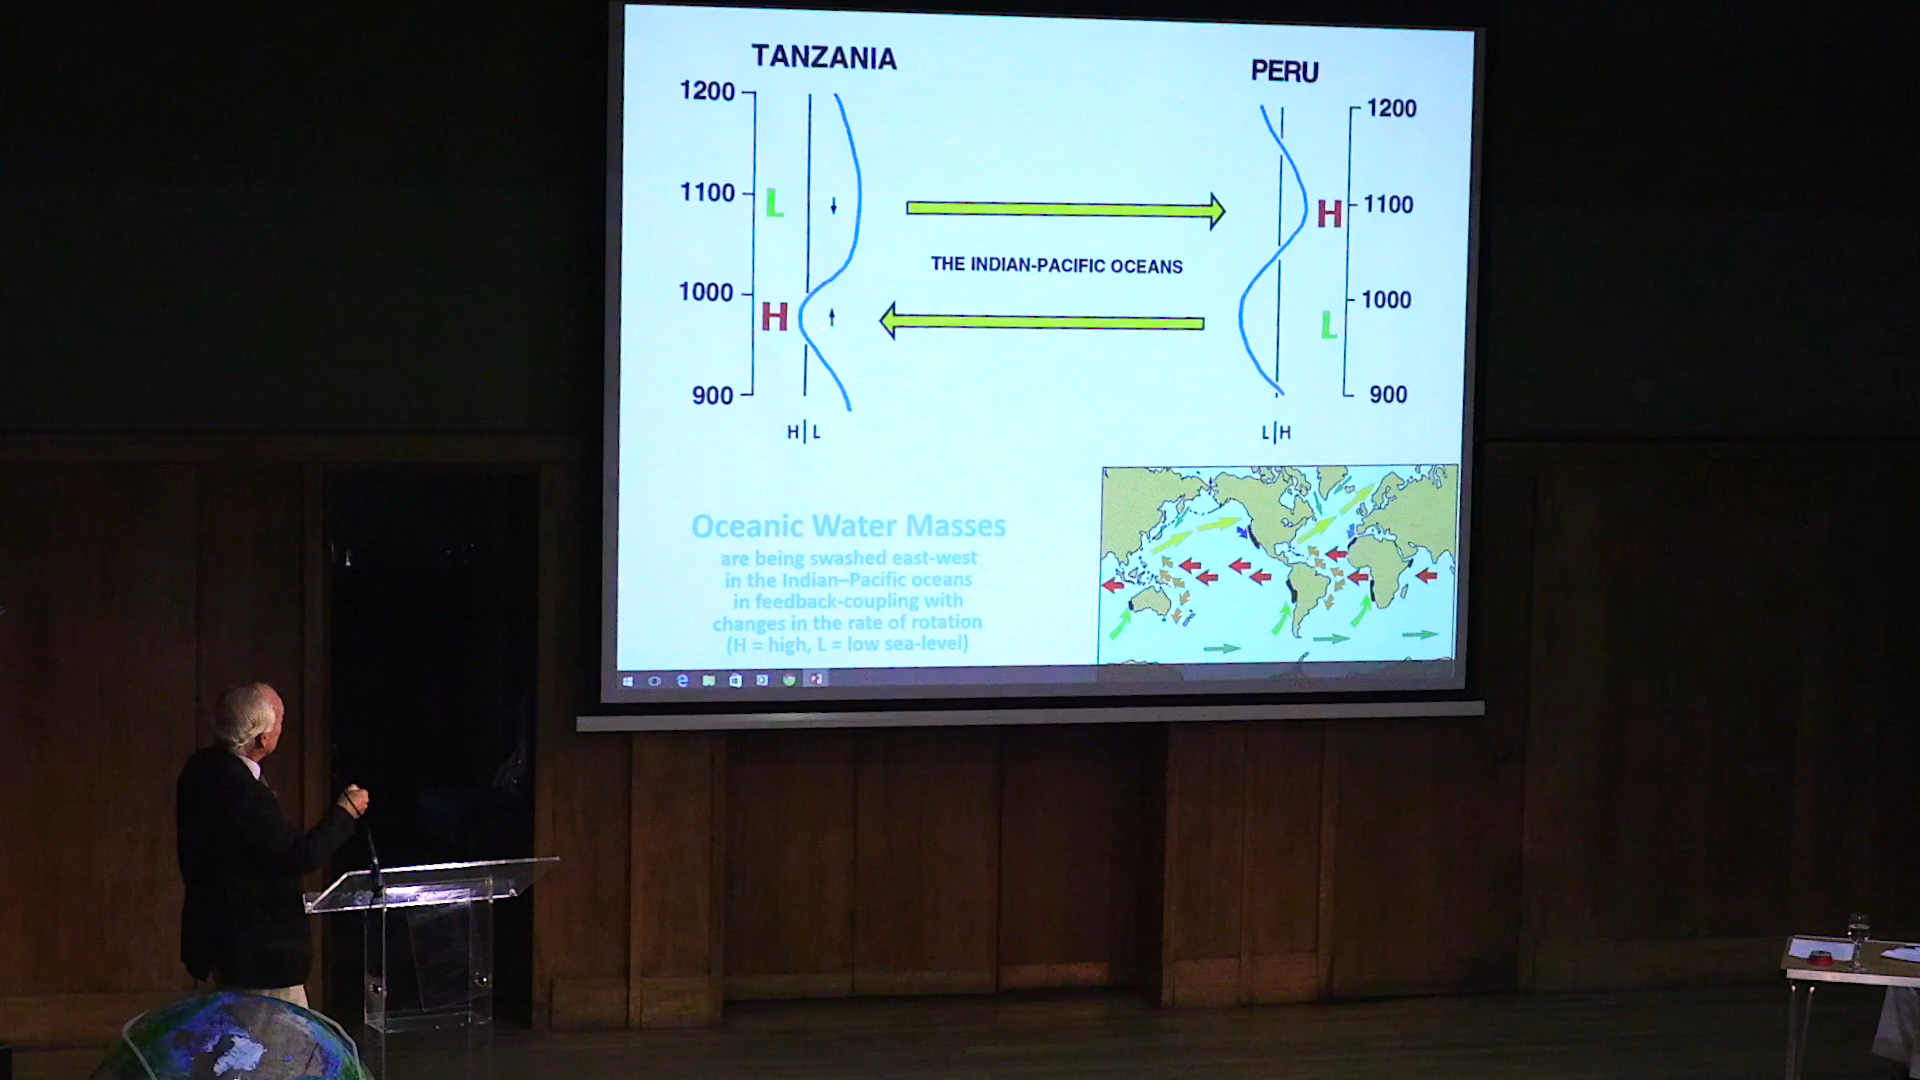 TANZANIA
1200
1100
1000
900
L
H
H|L
THE INDIAN-PACIFIC OCEANS
PERU
1200
1100
1000
900
H
L
L|H
Oceanic Water Masses
are being swashed east-west
in the Indian–Pacific oceans
in feedback-coupling with
changes in the rate of rotation
(H = high, L = low sea-level)